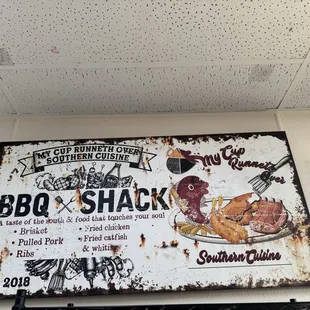 MY CUP RUNNETH OVER
SOUTHERN CUISINE
BBQ SHACK
A taste of the south & food that touches your soul
• Brisket
• Pulled Pork
• Ribs
• Fried chicken
• Fried catfish
& whiting
2018
My Cup
Runneth
Over
Southern Cuisine